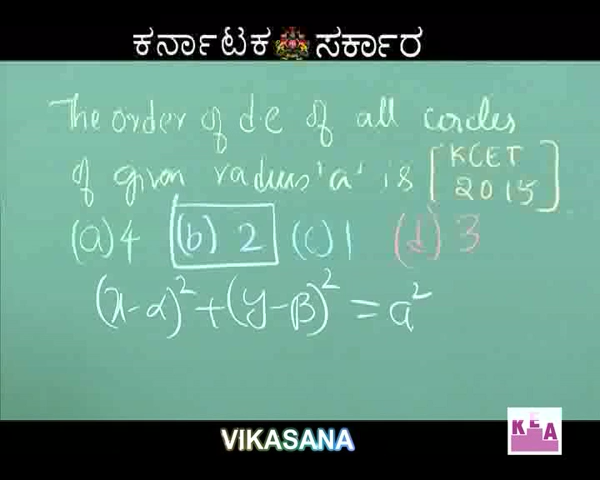 ಕರ್ನಾಟಕ ಸರ್ಕಾರ
The order of d.e of all circles
of given radius 'a' is [KCET 2015]
(a) 4 (b) 2 (c) 1 (d) 3
(x-α)² + (y-β)² = a²
VIKASANA
KEA